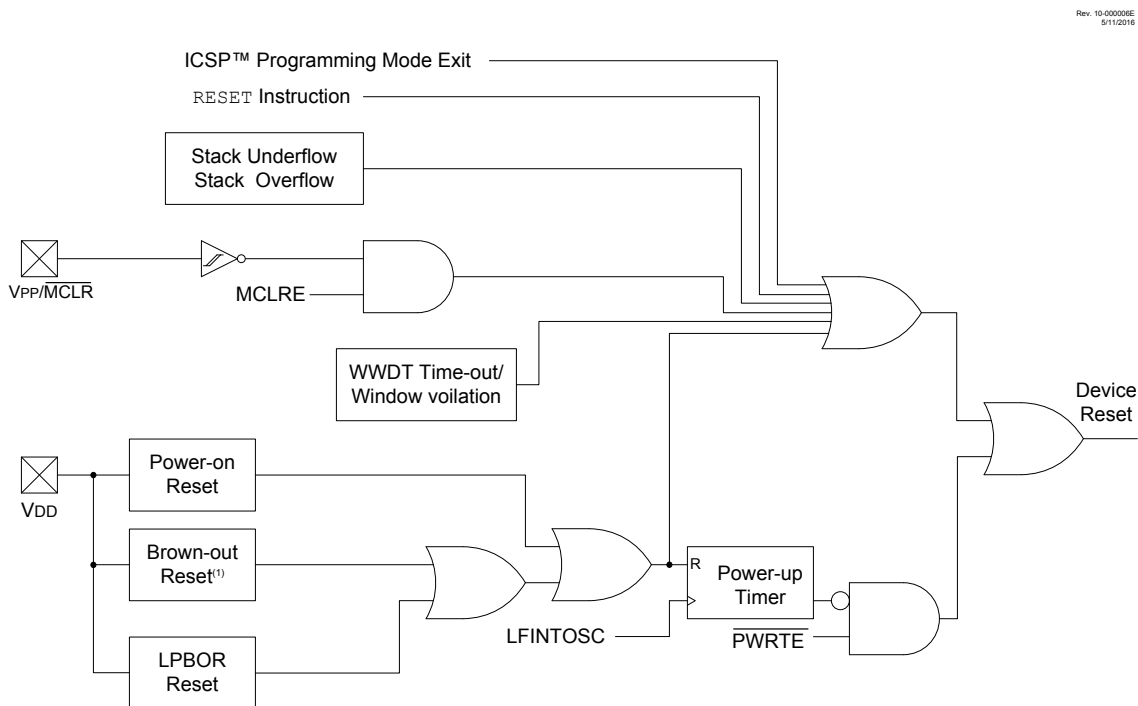 Rev. 10-000006E
5/11/2016
ICSP™ Programming Mode Exit
RESET Instruction
Stack Underflow
Stack Overflow
VPP/MCLR
MCLRE
WWDT Time-out/
Window voilation
Device
Reset
Power-on
Reset
VDD
Brown-out
Reset(1)
R
Power-up
Timer
LFINTOSC
PWRTE
LPBOR
Reset